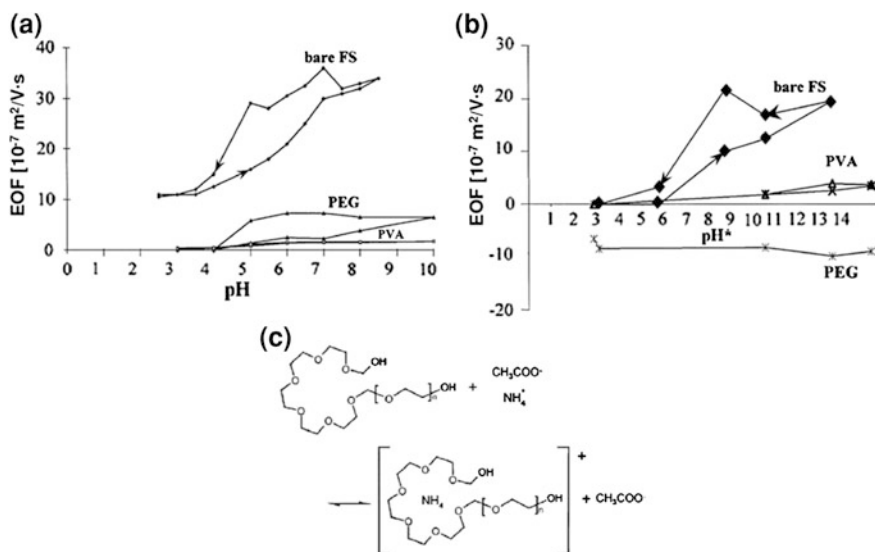 (a)
40
30
20
10
0
EOF [10⁻⁷ m²/V·s]
bare FS
PEG
PVA
0 1 2 3 4 5 6 7 8 9 10
pH
(b)
30
20
10
0
-10
-20
EOF [10⁻⁷ m²/V·s]
bare FS
PVA
1 2 3 4 5 6 7 8 9 10 11 12 13 14
pH*
PEG
(c)
OH
O O O O O O O
[ O ]n OH + CH₃COO⁻
NH₄⁺
OH
O O O O O O O
NH₄
[ O ]n OH
+
+ CH₃COO⁻